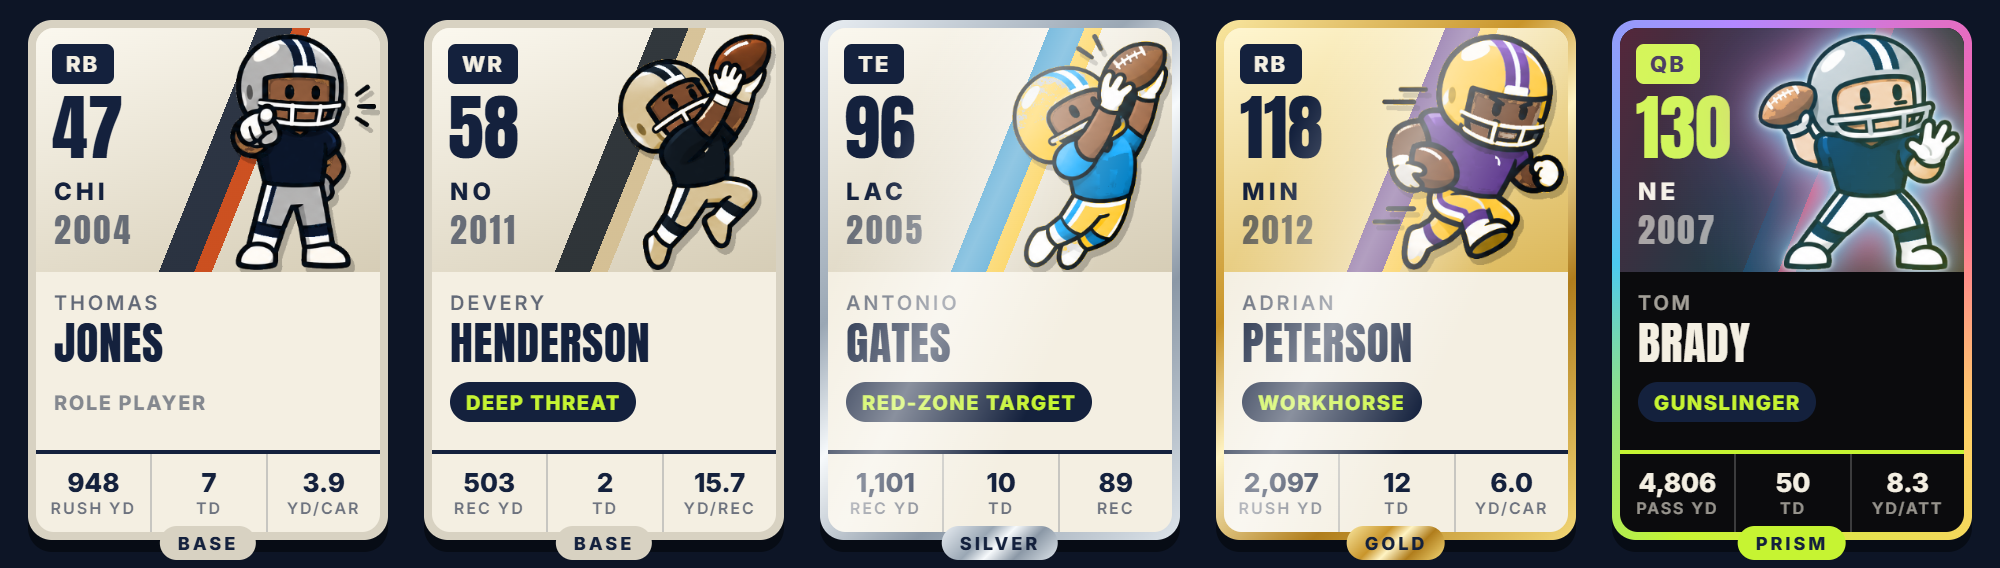 RB
47
CHI
2004
THOMAS
JONES
ROLE PLAYER
948 7 3.9
RUSH YD TD YD/CAR
BASE
WR
58
NO
2011
DEVERY
HENDERSON
DEEP THREAT
503 2 15.7
REC YD TD YD/REC
BASE
TE
96
LAC
2005
ANTONIO
GATES
RED-ZONE TARGET
1,101 10 89
REC YD TD REC
SILVER
RB
118
MIN
2012
ADRIAN
PETERSON
WORKHORSE
2,097 12 6.0
RUSH YD TD YD/CAR
GOLD
QB
130
NE
2007
TOM
BRADY
GUNSLINGER
4,806 50 8.3
PASS YD TD YD/ATT
PRISM